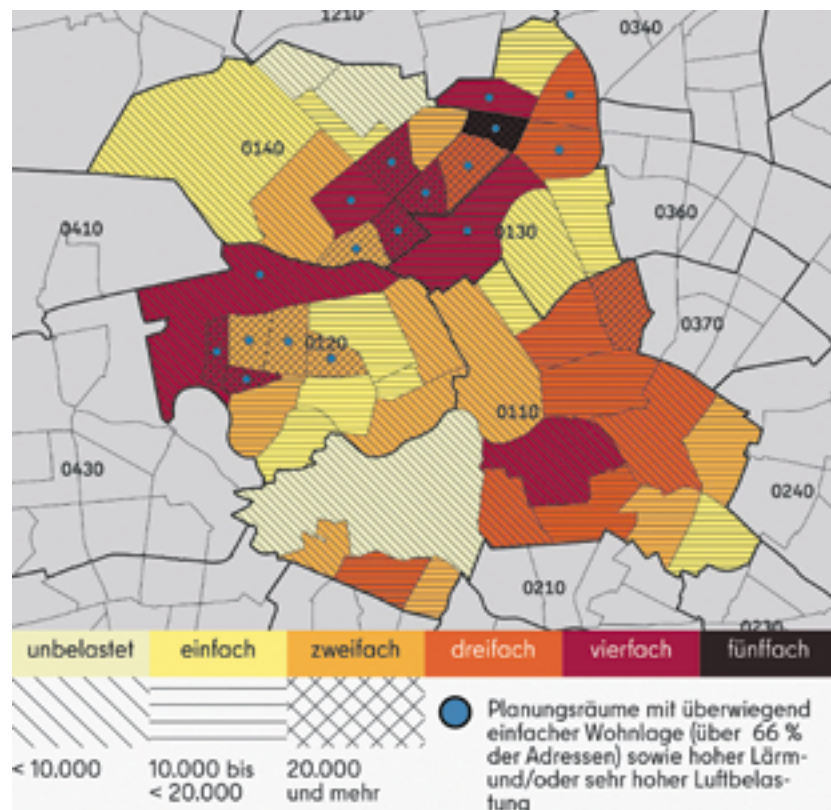 1210
0340
0140
0410
0130
0360
0370
0120
0110
0430
0240
0210
0230
unbelastet einfach zweifach dreifach vierfach fünffach
< 10.000
10.000 bis
< 20.000
20.000
und mehr
Planungsräume mit überwiegend
einfacher Wohnlage (über 66 %
der Adressen) sowie hoher Lärm-
und/oder sehr hoher Luftbelas-
tung